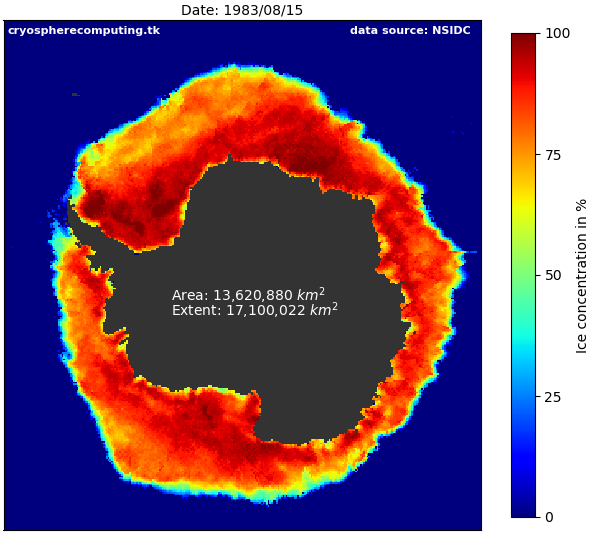 Date: 1983/08/15
cryospherecomputing.tk data source: NSIDC
100
75
50
25
0
Ice concentration in %
Area: 13,620,880 km²
Extent: 17,100,022 km²